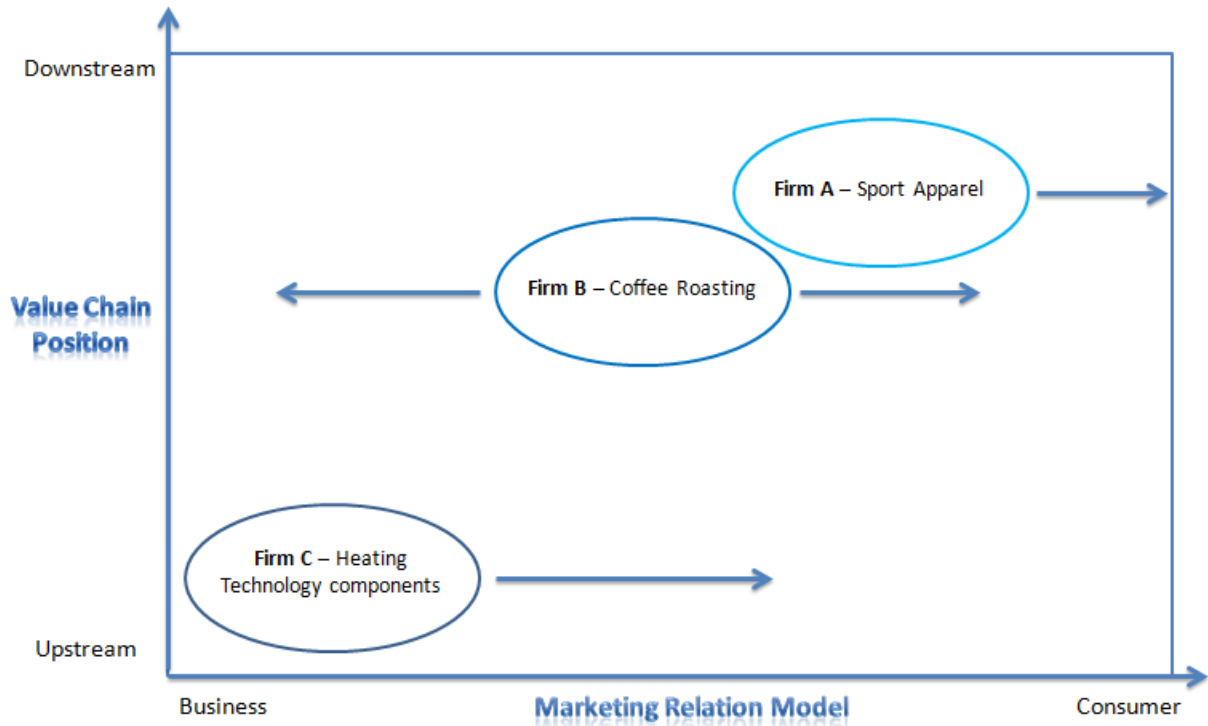 Downstream
Firm A – Sport Apparel
Firm B – Coffee Roasting
Value Chain
Position
Firm C – Heating
Technology components
Upstream
Business
Marketing Relation Model
Consumer